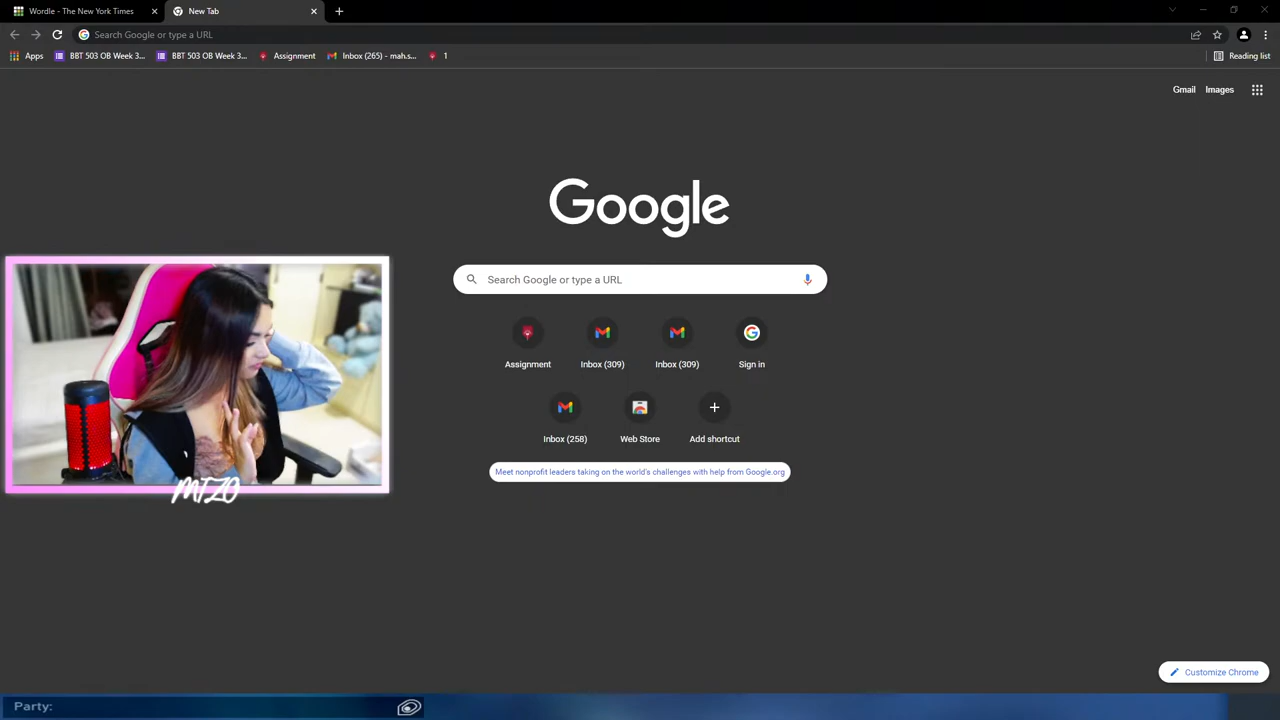 Wordle - The New York Times
New Tab
Search Google or type a URL
Apps
BBT 503 OB Week 3...
BBT 503 OB Week 3...
Assignment
Inbox (265) - mah.s...
1
Reading list
Gmail
Images
Google
Search Google or type a URL
Assignment
Inbox (309)
Inbox (309)
Sign in
Inbox (258)
Web Store
Add shortcut
Meet nonprofit leaders taking on the world's challenges with help from Google.org
MIZO
Customize Chrome
Party: